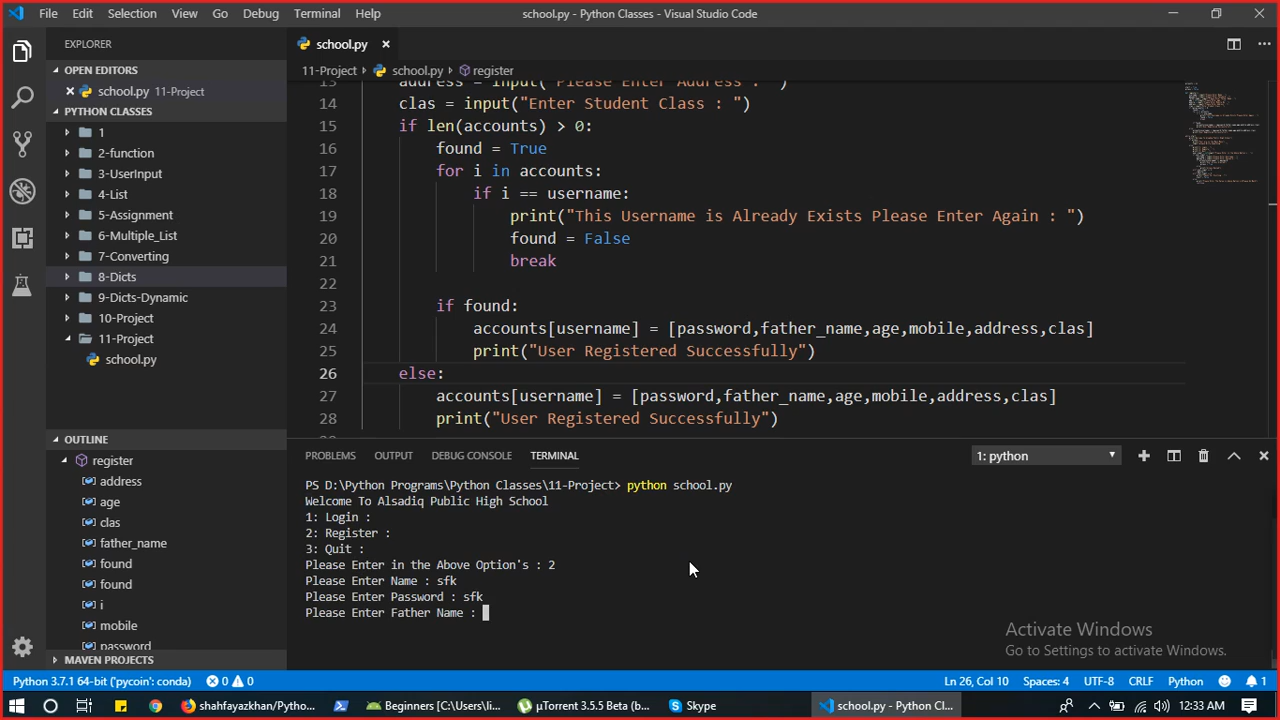 File Edit Selection View Go Debug Terminal Help
school.py - Python Classes - Visual Studio Code
EXPLORER
OPEN EDITORS
school.py 11-Project
PYTHON CLASSES
1
2-function
3-UserInput
4-List
5-Assignment
6-Multiple_List
7-Converting
8-Dicts
9-Dicts-Dynamic
10-Project
11-Project
school.py
OUTLINE
register
address
age
clas
father_name
found
found
i
mobile
password
MAVEN PROJECTS
school.py
11-Project school.py register
13 address = input("Please Enter Address : ")
14 clas = input("Enter Student Class : ")
15 if len(accounts) > 0:
16 found = True
17 for i in accounts:
18 if i == username:
19 print("This Username is Already Exists Please Enter Again : ")
20 found = False
21 break
22
23 if found:
24 accounts[username] = [password,father_name,age,mobile,address,clas]
25 print("User Registered Successfully")
26 else:
27 accounts[username] = [password,father_name,age,mobile,address,clas]
28 print("User Registered Successfully")
PROBLEMS OUTPUT DEBUG CONSOLE TERMINAL 1: python
PS D:\Python Programs\Python Classes\11-Project> python school.py
Welcome To Alsadiq Public High School
1: Login :
2: Register :
3: Quit :
Please Enter in the Above Option's : 2
Please Enter Name : sfk
Please Enter Password : sfk
Please Enter Father Name :
Activate Windows
Go to Settings to activate Windows.
Python 3.7.1 64-bit ('pycoin': conda) 0 0 Ln 26, Col 10 Spaces: 4 UTF-8 CRLF Python 1
shahfayazkhan/Pytho... Beginners [C:\Users\li... µTorrent 3.5.5 Beta (b... Skype school.py - Python Cl... 12:33 AM